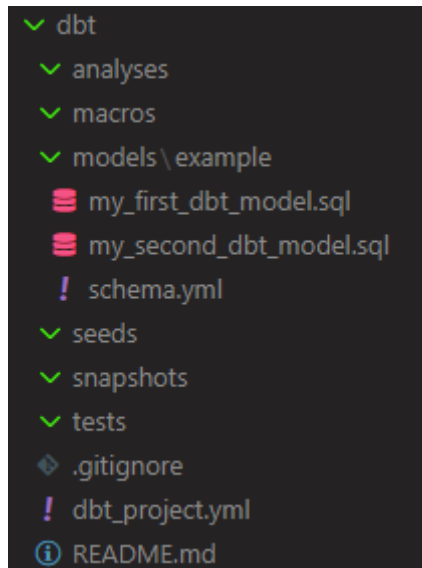 dbt
analyses
macros
models\example
my_first_dbt_model.sql
my_second_dbt_model.sql
! schema.yml
seeds
snapshots
tests
.gitignore
! dbt_project.yml
README.md